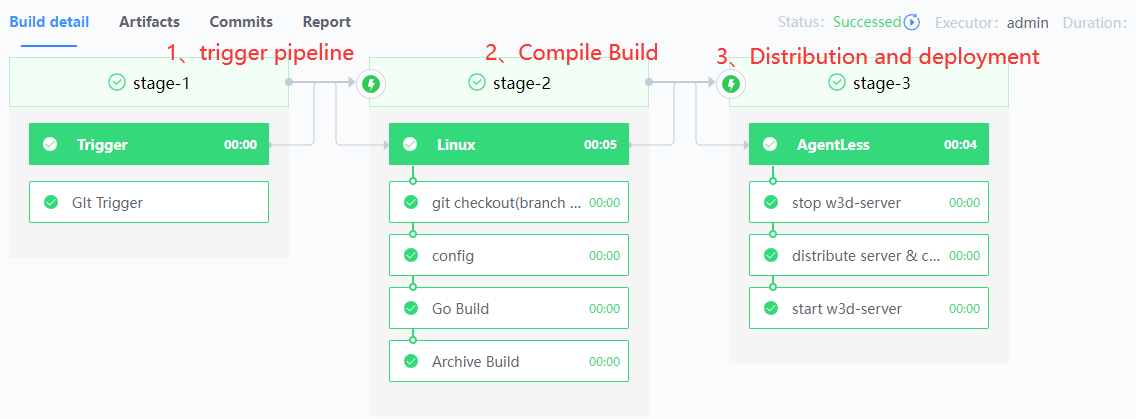 Build detail Artifacts Commits Report Status: Successed Executor: admin Duration:
1、trigger pipeline 2、Compile Build 3、Distribution and deployment
stage-1 stage-2 stage-3
Trigger 00:00 Linux 00:05 AgentLess 00:04
GIt Trigger git checkout(branch ... 00:00 stop w3d-server 00:00
config 00:00 distribute server & c... 00:00
Go Build 00:00 start w3d-server 00:00
Archive Build 00:00